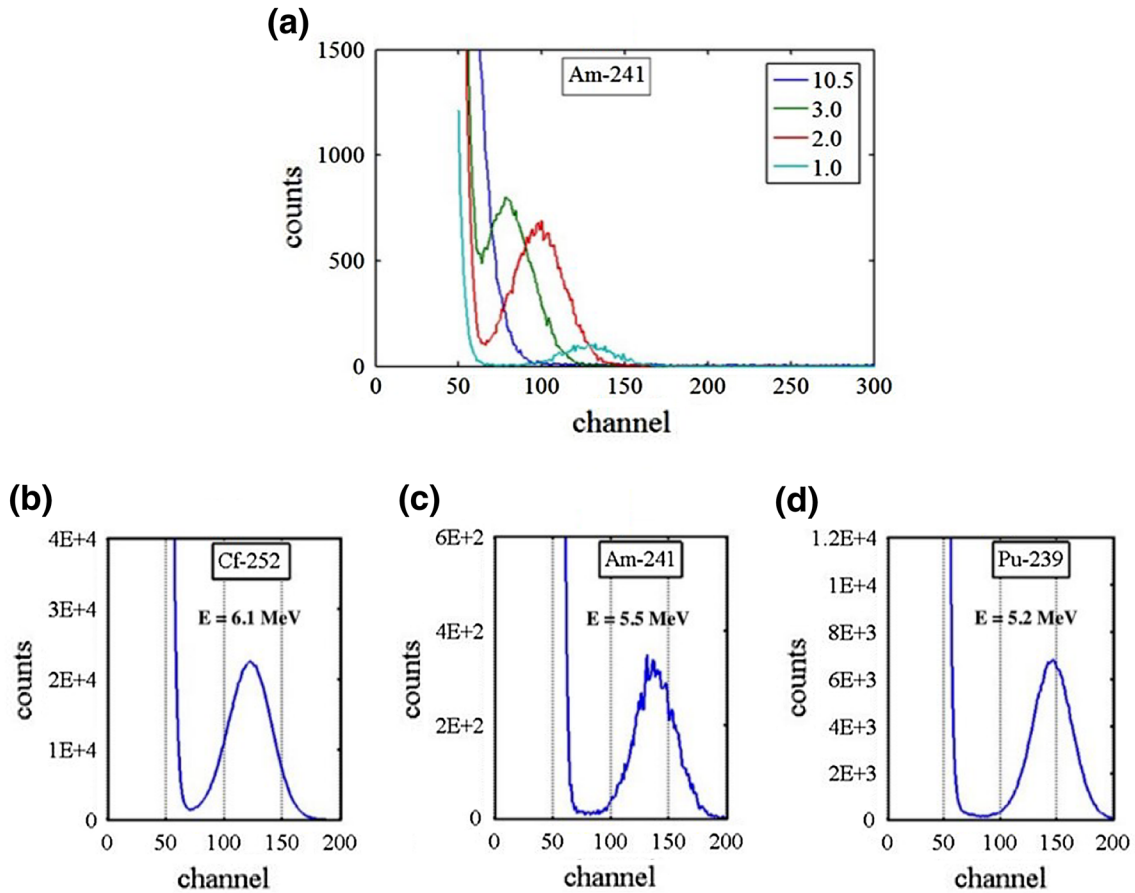 (a)
1500
1000
500
0
counts
Am-241
10.5
3.0
2.0
1.0
0 50 100 150 200 250 300
channel
(b)
4E+4
3E+4
2E+4
1E+4
0
counts
Cf-252
E = 6.1 MeV
0 50 100 150 200
channel
(c)
6E+2
4E+2
2E+2
0
counts
Am-241
E = 5.5 MeV
0 50 100 150 200
channel
(d)
1.2E+4
1E+4
8E+3
6E+3
4E+3
2E+3
0
counts
Pu-239
E = 5.2 MeV
0 50 100 150 200
channel